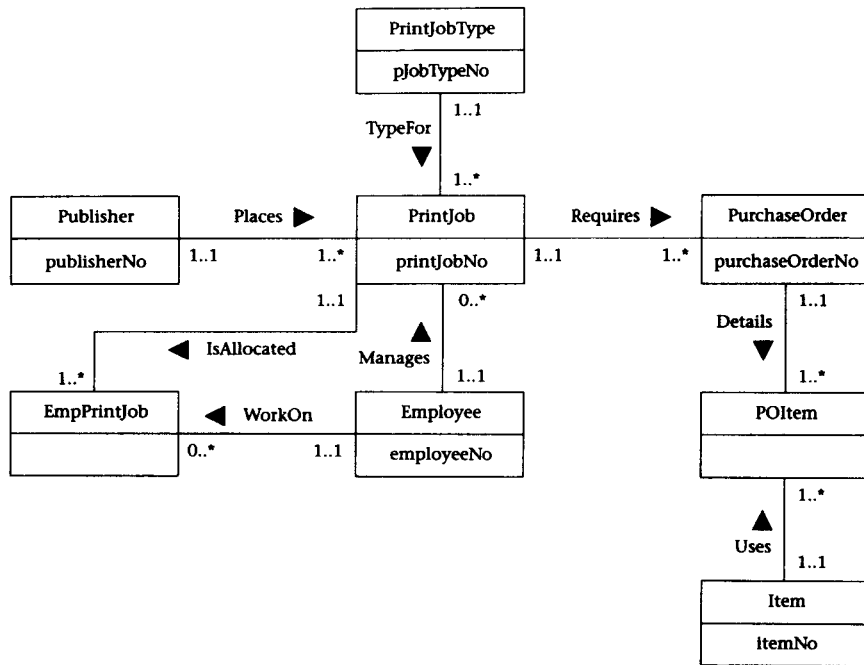 PrintJobType
pJobTypeNo
1..1
TypeFor
1..*
Publisher
Places
PrintJob
Requires
PurchaseOrder
publisherNo
1..1
1..*
printJobNo
1..1
1..*
purchaseOrderNo
1..1
0..*
1..1
Details
IsAllocated
Manages
1..*
1..1
1..*
EmpPrintJob
WorkOn
Employee
POItem
0..*
1..1
employeeNo
1..*
Uses
1..1
Item
itemNo